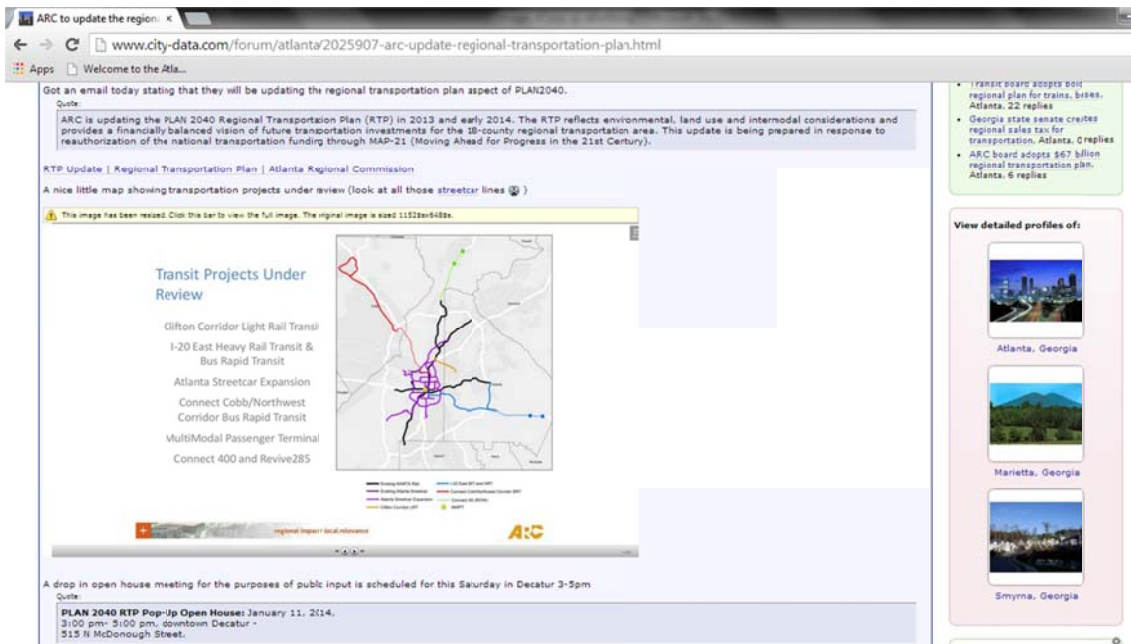 ARC to update the region
www.city-data.com/forum/atlanta/2025907-arc-update-regional-transportation-plan.html
Apps Welcome to the Atla...
Got an email today stating that they will be updating the regional transportation plan aspect of PLAN2040.
Quote:
ARC is updating the PLAN 2040 Regional Transportation Plan (RTP) in 2013 and early 2014. The RTP reflects environmental, land use and intermodal considerations and
provides a financially balanced vision of future transportation investments for the 18-county regional transportation area. This update is being prepared in response to
reauthorization of the national transportation funding through MAP-21 (Moving Ahead for Progress in the 21st Century).
RTP Update | Regional Transportation Plan | Atlanta Regional Commission
A nice little map showing transportation projects under review (look at all those streetcar lines )
This image has been resized. Click this bar to view the full image. The original image is sized
Transit Projects Under
Review
Clifton Corridor Light Rail Transit
I-20 East Heavy Rail Transit &
Bus Rapid Transit
Atlanta Streetcar Expansion
Connect Cobb/Northwest
Corridor Bus Rapid Transit
MultiModal Passenger Terminal
Connect 400 and Revive285
Existing MARTA Rail
Existing Atlanta Streetcar
Atlanta Streetcar Expansion
Clifton Corridor LRT
regional impact + local relevance
ARC
A drop in open house meeting for the purposes of public input is scheduled for this Saturday in Decatur 3-5pm
Quote:
PLAN 2040 RTP Pop-Up Open House: January 11, 2014,
3:00 pm- 5:00 pm, downtown Decatur -
515 N McDonough Street.
Transit board adopts bold
regional plan for trains, buses,
Atlanta, 22 replies
Georgia state senate creates
regional sales tax for
transportation, Atlanta, 0 replies
ARC board adopts $67 billion
regional transportation plan,
Atlanta, 6 replies
View detailed profiles of:
Atlanta, Georgia
Marietta, Georgia
Smyrna, Georgia